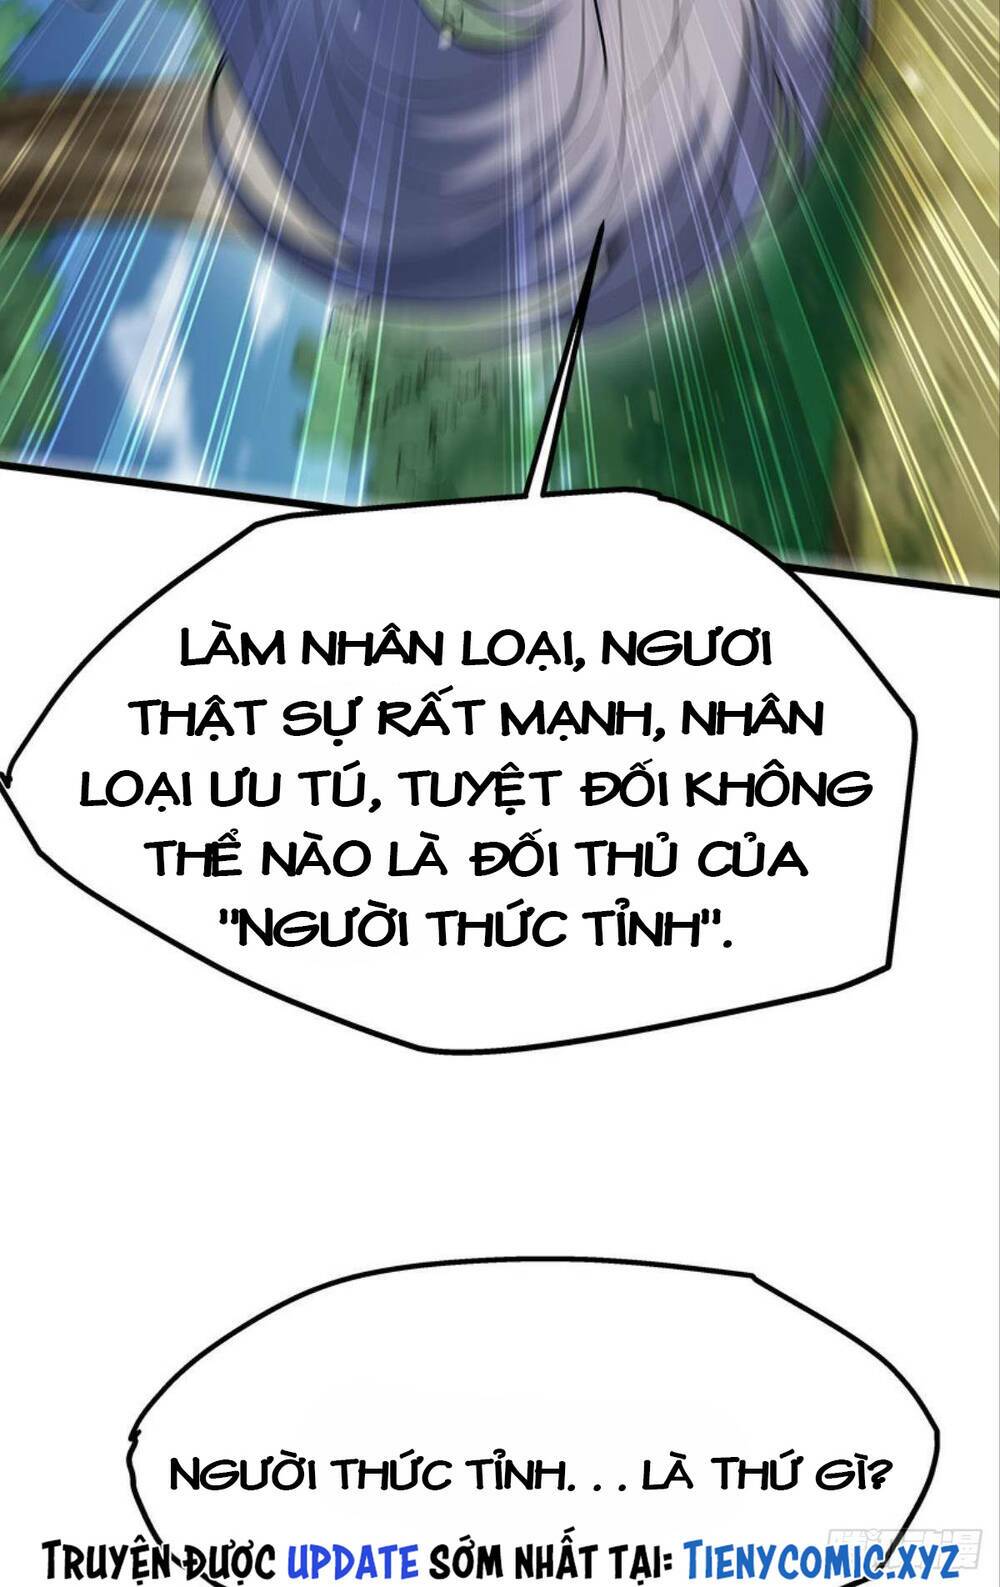 LÀM NHÂN LOẠI, NGƯƠI
THẬT SỰ RẤT MẠNH, NHÂN
LOẠI ƯU TÚ, TUYỆT ĐỐI KHÔNG
THỂ NÀO LÀ ĐỐI THỦ CỦA
"NGƯỜI THỨC TỈNH".
NGƯỜI THỨC TỈNH. . . LÀ THỨ GÌ?
TRUYỆN ĐƯỢC UPDATE SỚM NHẤT TẠI: TIENYCOMIC.XYZ